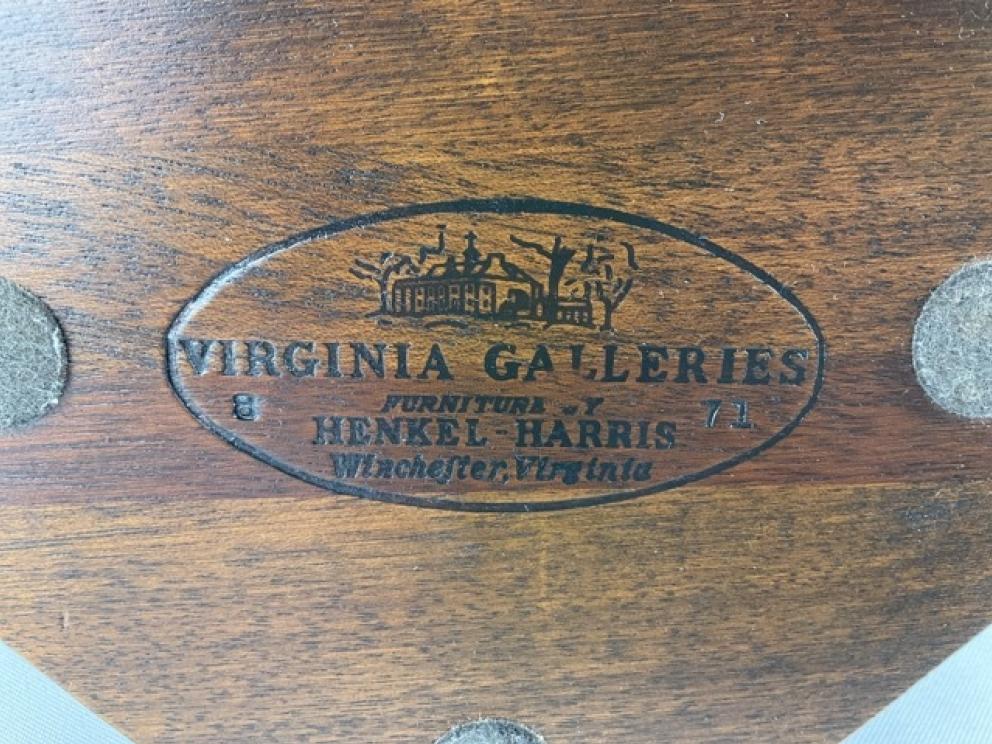 VIRGINIA GALLERIES
8 71
FURNITURE BY
HENKEL-HARRIS
Wincheſter, Virginia